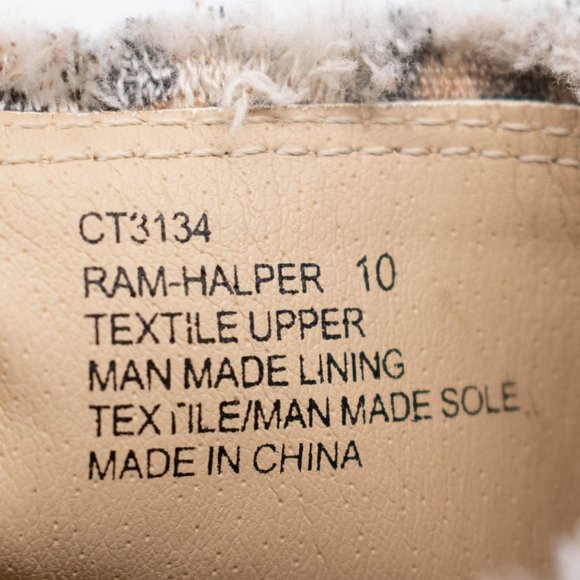 CT3134
RAM-HALPER 10
TEXTILE UPPER
MAN MADE LINING
TEXTILE/MAN MADE SOLE
MADE IN CHINA